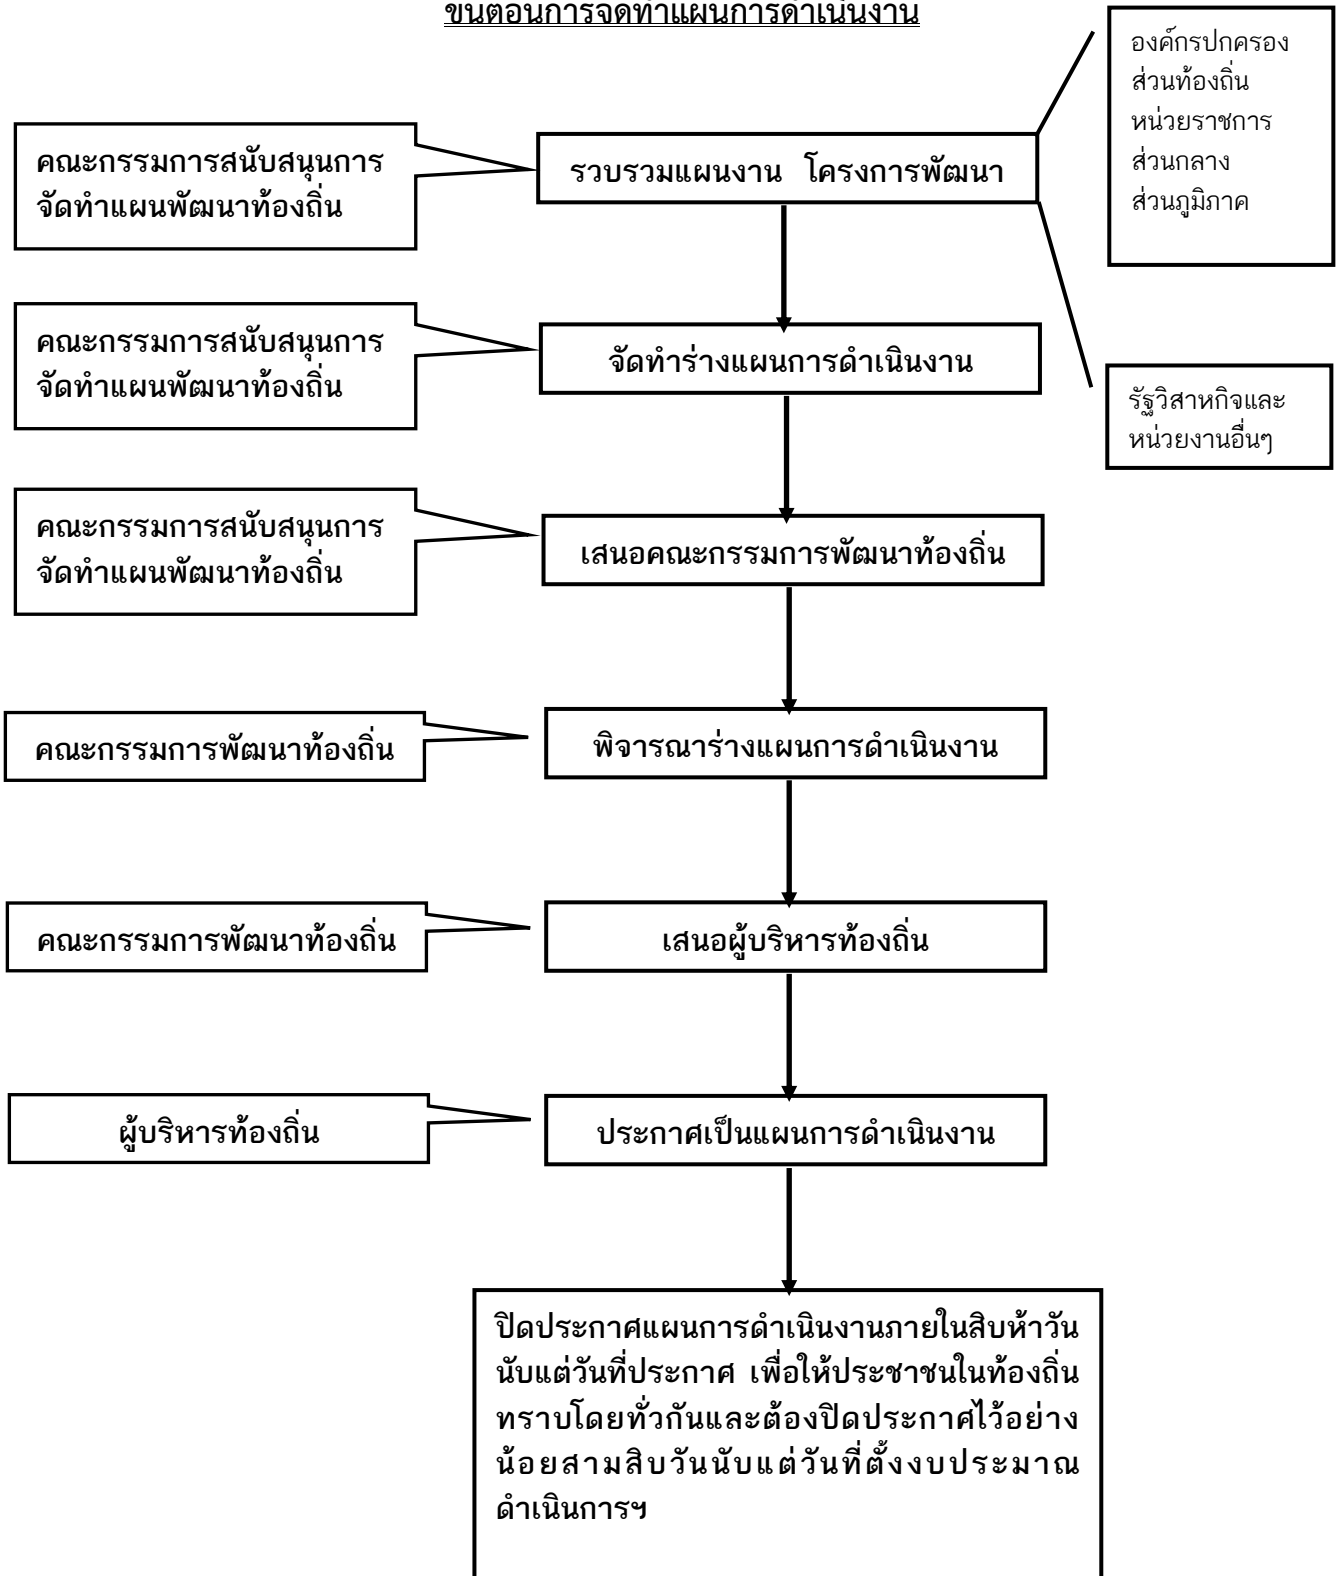 ขั้นตอนการจัดทำแผนการดำเนินงาน
องค์กรปกครอง
ส่วนท้องถิ่น
หน่วยราชการ
ส่วนกลาง
ส่วนภูมิภาค
คณะกรรมการสนับสนุนการ
จัดทำแผนพัฒนาท้องถิ่น
รวบรวมแผนงาน โครงการพัฒนา
คณะกรรมการสนับสนุนการ
จัดทำแผนพัฒนาท้องถิ่น
จัดทำร่างแผนการดำเนินงาน
รัฐวิสาหกิจและ
หน่วยงานอื่นๆ
คณะกรรมการสนับสนุนการ
จัดทำแผนพัฒนาท้องถิ่น
เสนอคณะกรรมการพัฒนาท้องถิ่น
คณะกรรมการพัฒนาท้องถิ่น
พิจารณาร่างแผนการดำเนินงาน
คณะกรรมการพัฒนาท้องถิ่น
เสนอผู้บริหารท้องถิ่น
ผู้บริหารท้องถิ่น
ประกาศเป็นแผนการดำเนินงาน
ปิดประกาศแผนการดำเนินงานภายในสิบห้าวัน
นับแต่วันที่ประกาศ เพื่อให้ประชาชนในท้องถิ่น
ทราบโดยทั่วกันและต้องปิดประกาศไว้อย่าง
น้อยสามสิบวันนับแต่วันที่ตั้งงบประมาณ
ดำเนินการฯ